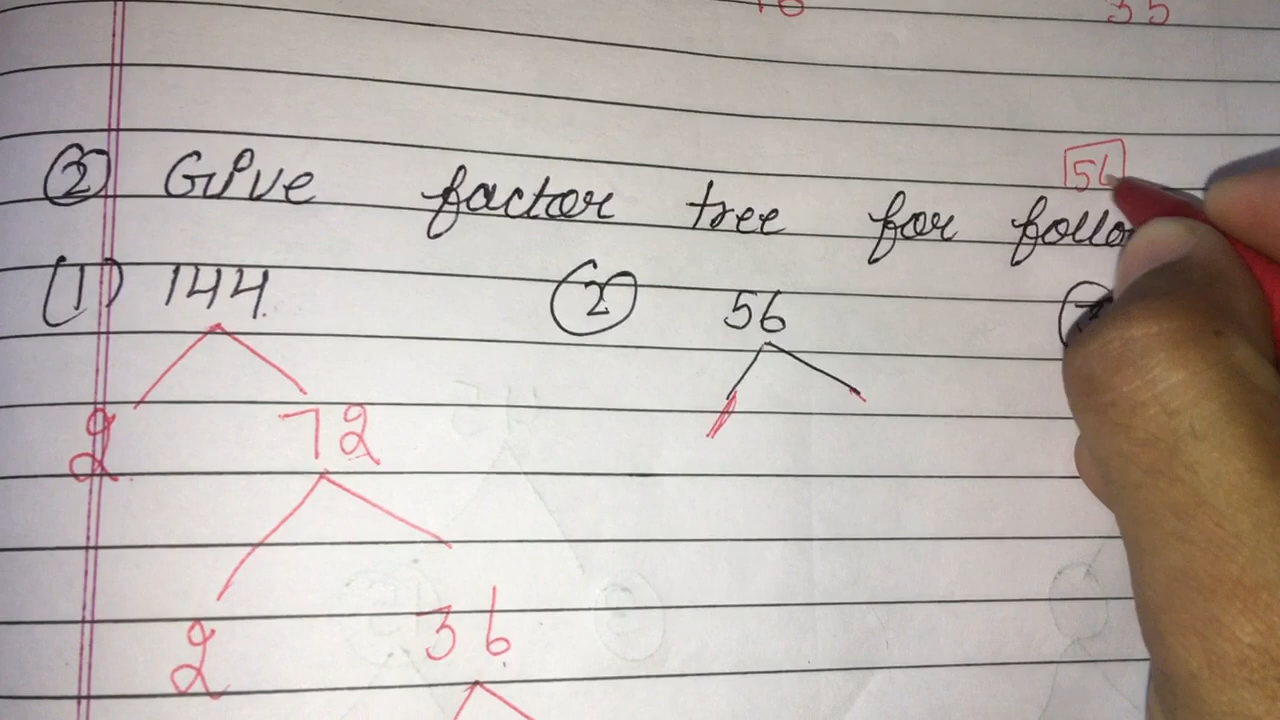 ② Give factor tree for follo
(1) 144 ② 56
56
2 72
2 36